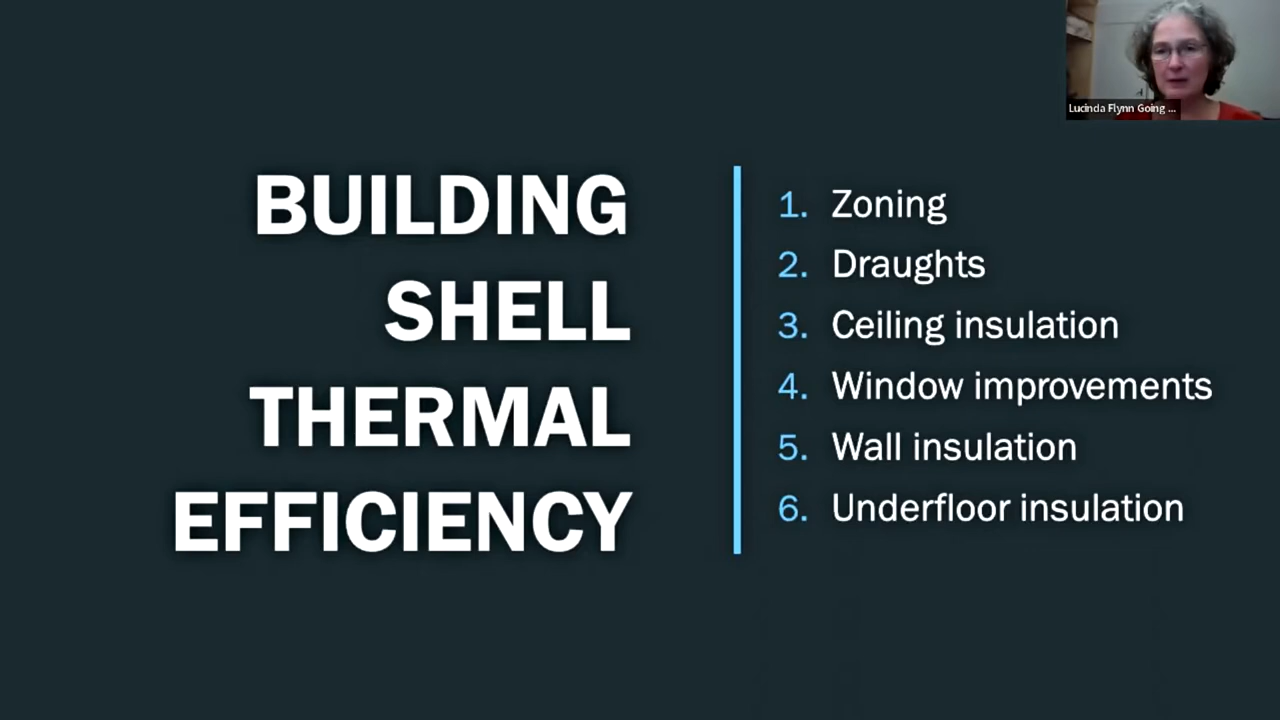 Lucinda Flynn Going ...
BUILDING
SHELL
THERMAL
EFFICIENCY
1. Zoning
2. Draughts
3. Ceiling insulation
4. Window improvements
5. Wall insulation
6. Underfloor insulation